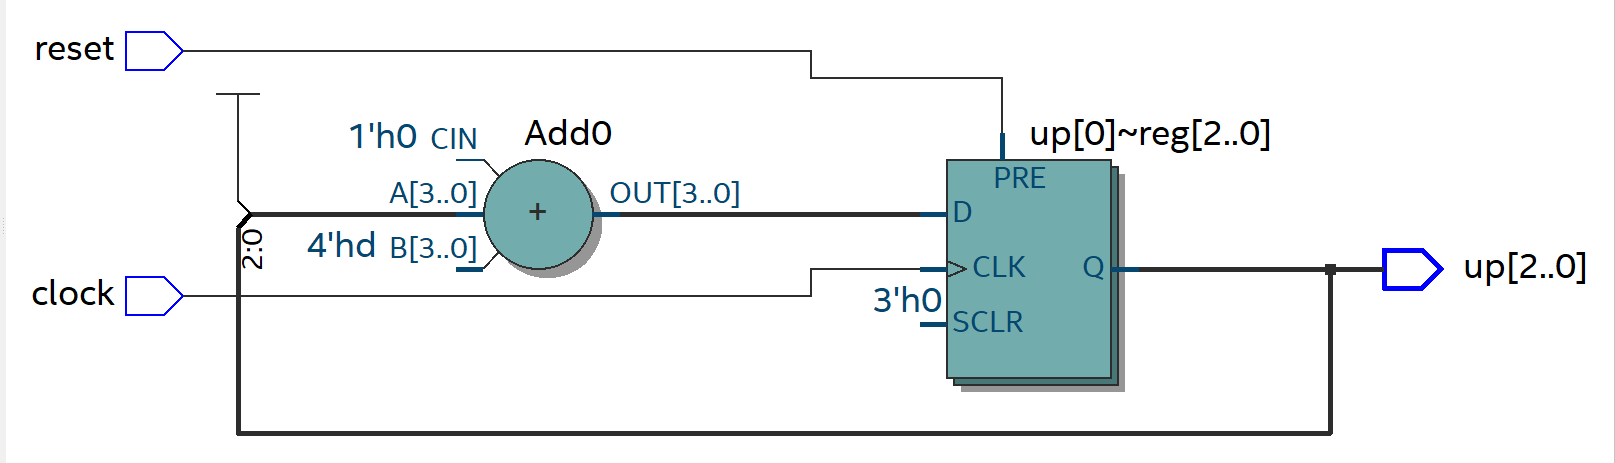 reset
1'h0 CIN
Add0
up[0]~reg[2..0]
PRE
A[3..0]
OUT[3..0]
+
D
4'hd B[3..0]
2:0
clock
CLK
Q
up[2..0]
3'h0
SCLR